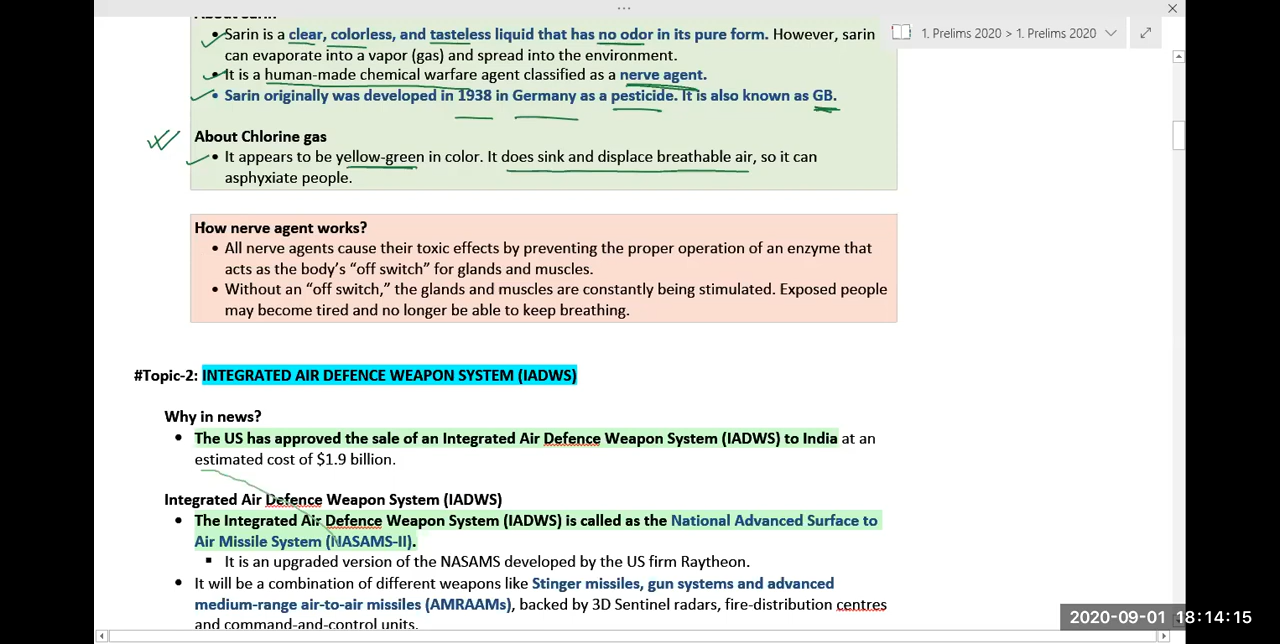 About Sarin
• Sarin is a clear, colorless, and tasteless liquid that has no odor in its pure form. However, sarin
can evaporate into a vapor (gas) and spread into the environment.
• It is a human-made chemical warfare agent classified as a nerve agent.
• Sarin originally was developed in 1938 in Germany as a pesticide. It is also known as GB.
1. Prelims 2020 > 1. Prelims 2020
About Chlorine gas
• It appears to be yellow-green in color. It does sink and displace breathable air, so it can
asphyxiate people.
How nerve agent works?
• All nerve agents cause their toxic effects by preventing the proper operation of an enzyme that
acts as the body's “off switch” for glands and muscles.
• Without an “off switch,” the glands and muscles are constantly being stimulated. Exposed people
may become tired and no longer be able to keep breathing.
#Topic-2: INTEGRATED AIR DEFENCE WEAPON SYSTEM (IADWS)
Why in news?
• The US has approved the sale of an Integrated Air Defence Weapon System (IADWS) to India at an
estimated cost of $1.9 billion.
Integrated Air Defence Weapon System (IADWS)
• The Integrated Air Defence Weapon System (IADWS) is called as the National Advanced Surface to
Air Missile System (NASAMS-II).
▪ It is an upgraded version of the NASAMS developed by the US firm Raytheon.
• It will be a combination of different weapons like Stinger missiles, gun systems and advanced
medium-range air-to-air missiles (AMRAAMs), backed by 3D Sentinel radars, fire-distribution centres
and command-and-control units.
2020-09-01 18:14:15